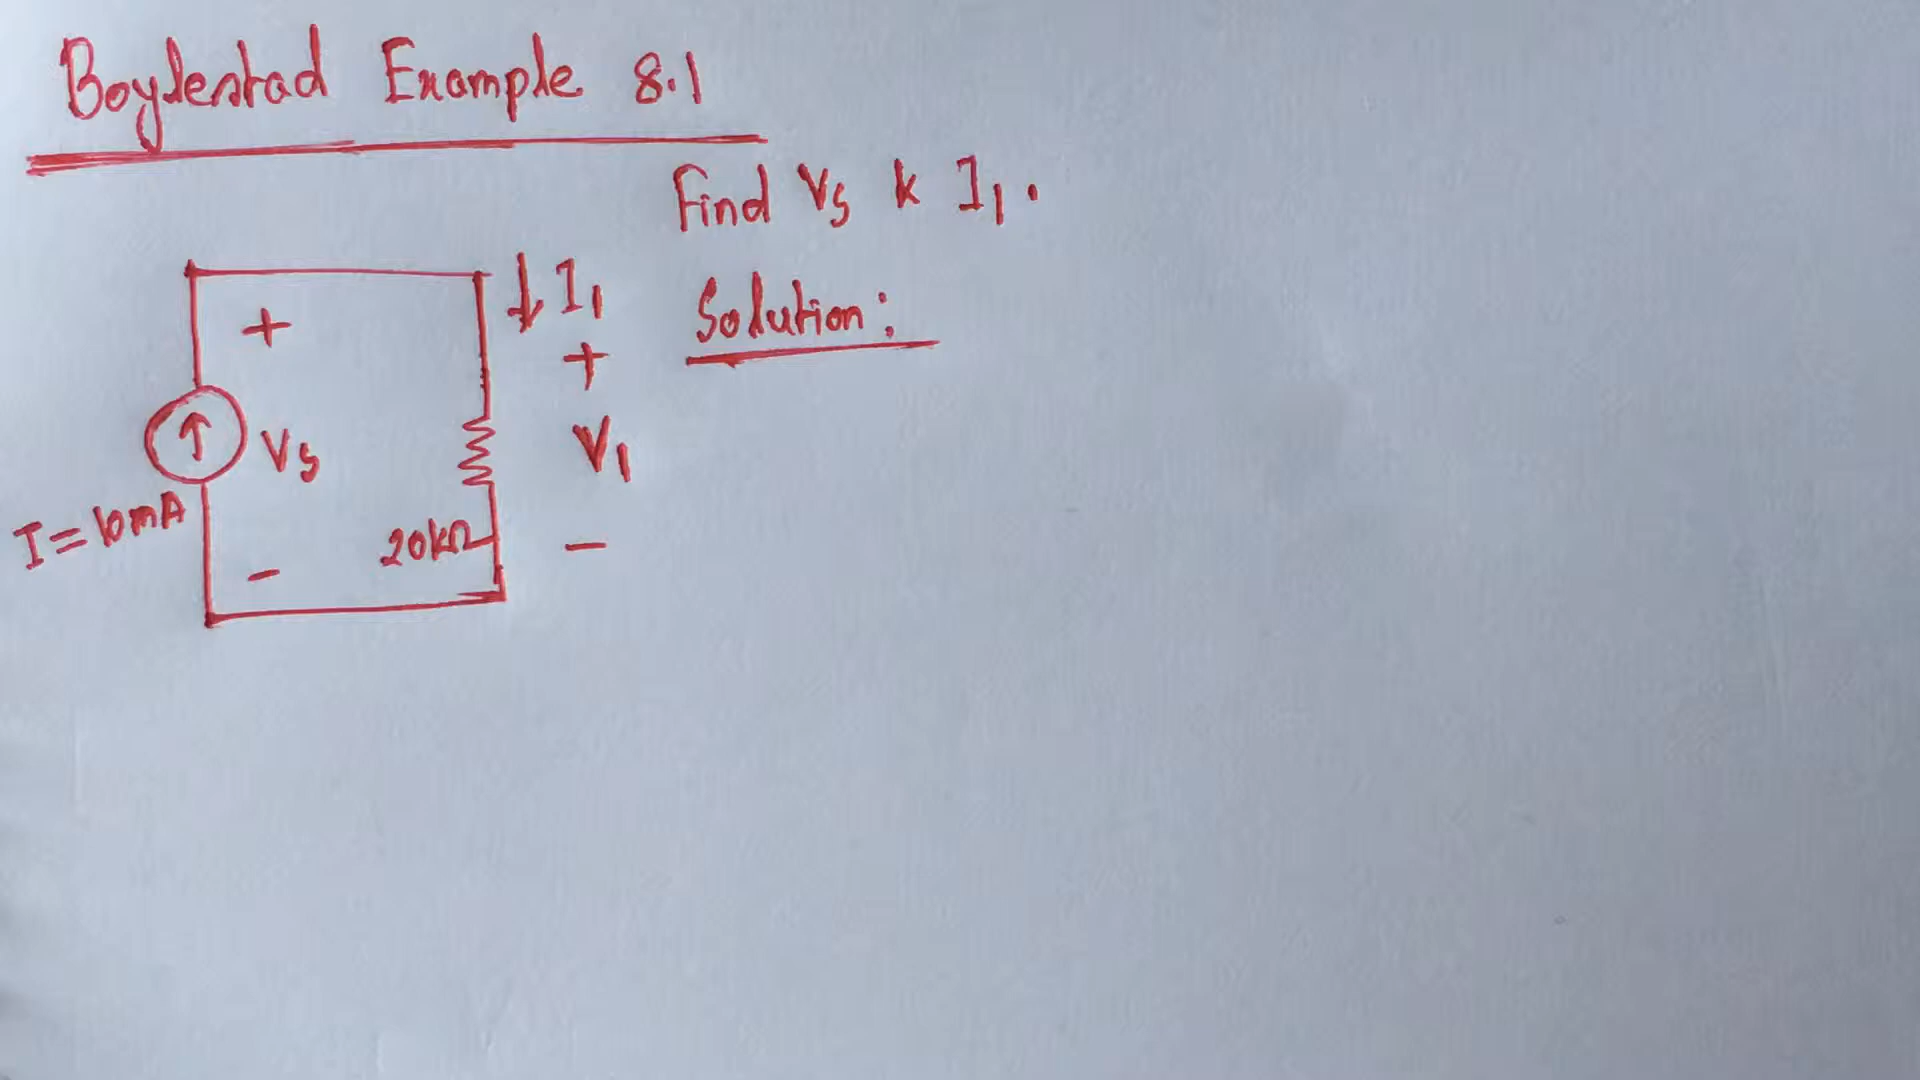 Boylestad Example 8.1
Find Vs & I1.
Solution:
↓ I1
+
+
Vs
V1
I = 10mA
20kΩ
-
-